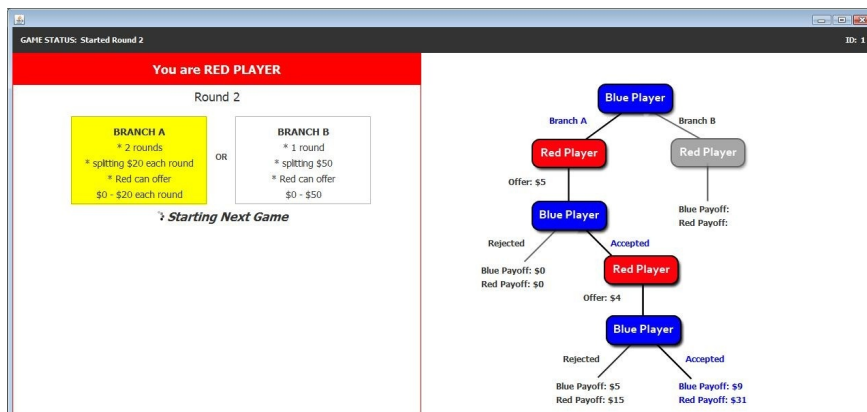 GAME STATUS: Started Round 2
ID: 1
You are RED PLAYER
Round 2
BRANCH A
* 2 rounds
* splitting $20 each round
* Red can offer
$0 - $20 each round
OR
BRANCH B
* 1 round
* splitting $50
* Red can offer
$0 - $50
Starting Next Game
Blue Player
Branch A
Branch B
Red Player
Red Player
Offer: $5
Blue Player
Blue Payoff:
Red Payoff:
Rejected
Accepted
Blue Payoff: $0
Red Payoff: $0
Red Player
Offer: $4
Blue Player
Rejected
Accepted
Blue Payoff: $5
Red Payoff: $15
Blue Payoff: $9
Red Payoff: $31